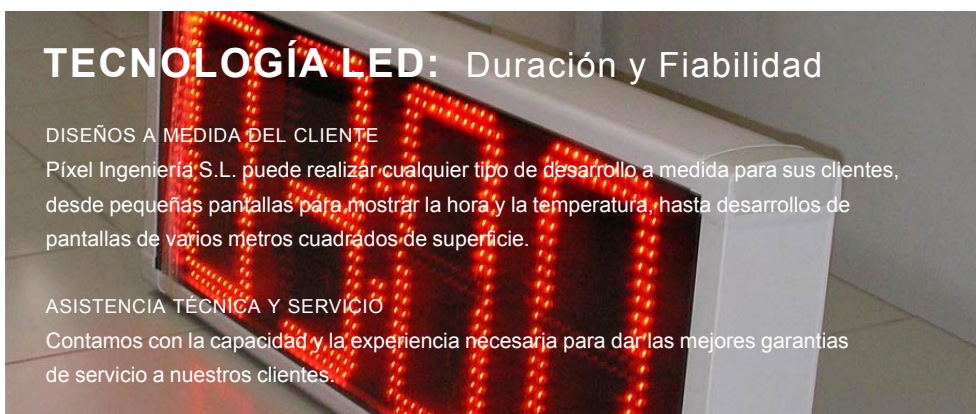 TECNOLOGÍA LED: Duración y Fiabilidad
DISEÑOS A MEDIDA DEL CLIENTE
Píxel Ingeniería S.L. puede realizar cualquier tipo de desarrollo a medida para sus clientes,
desde pequeñas pantallas para mostrar la hora y la temperatura, hasta desarrollos de
pantallas de varios metros cuadrados de superficie.
ASISTENCIA TÉCNICA Y SERVICIO
Contamos con la capacidad y la experiencia necesaria para dar las mejores garantias
de servicio a nuestros clientes.